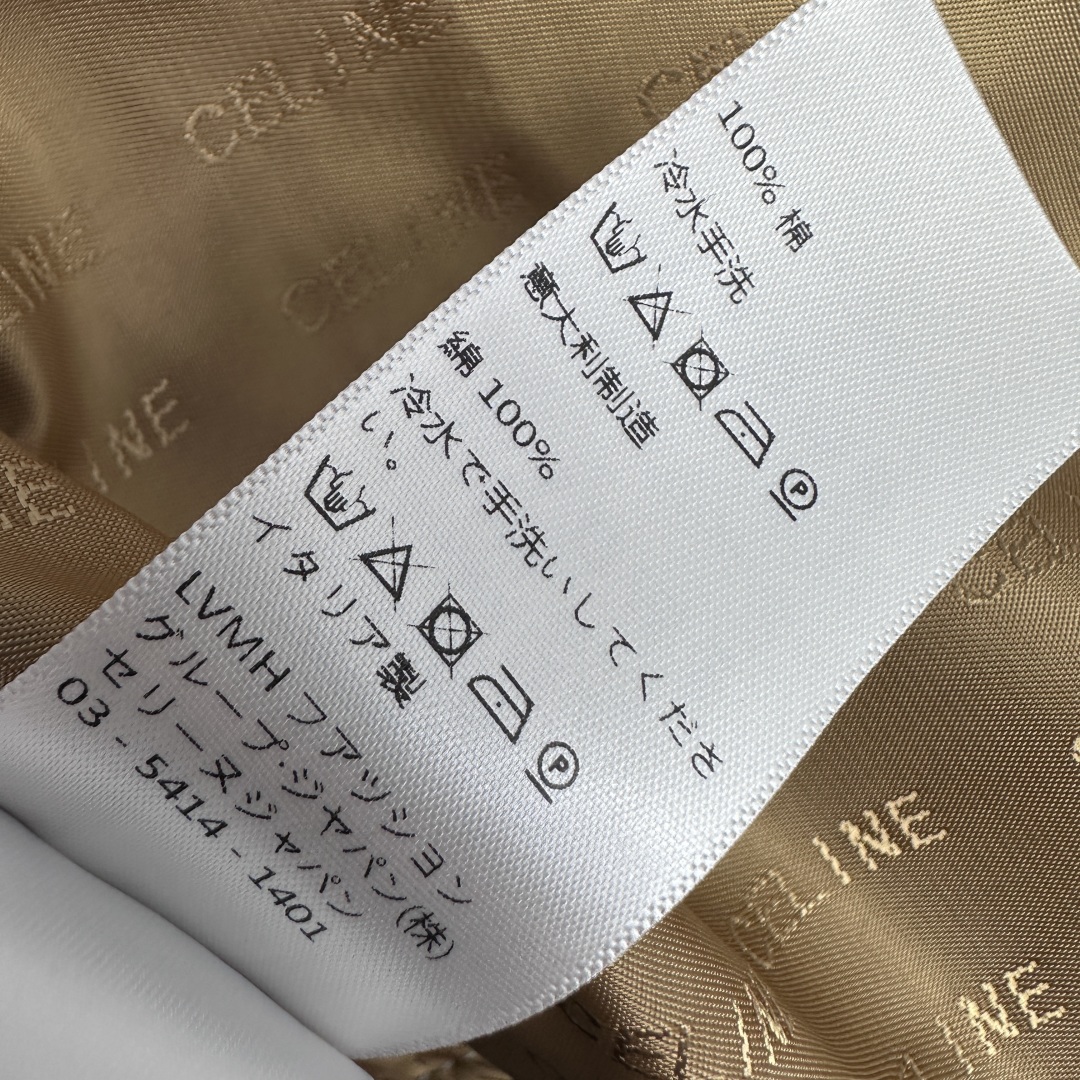 100% 棉
冷水手洗
P
意大利制造
綿 100%
冷水で手洗いしてくださ
い。
P
イタリア製
LVMH ファッション
グループ・ジャパン(株)
セリーヌジャパン
03 - 5414 - 1401
CELINE
CELINE
CELINE